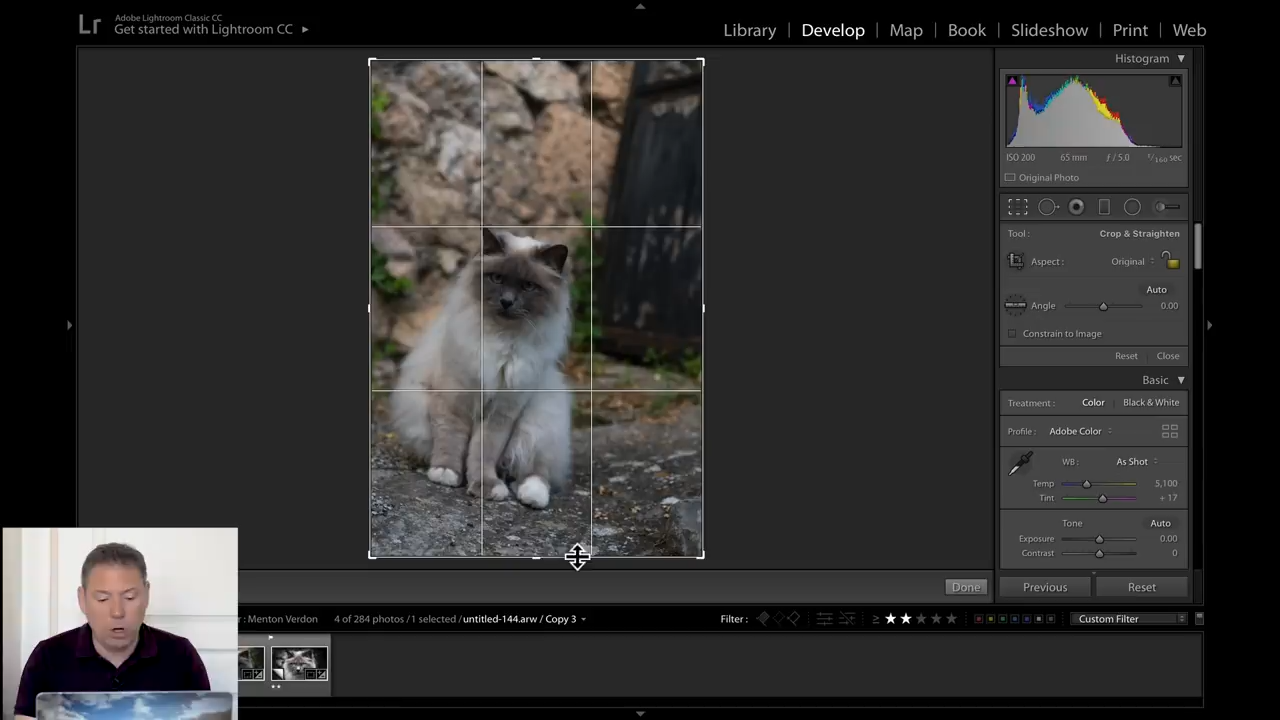 Lr
Adobe Lightroom Classic CC
Get started with Lightroom CC
Library | Develop | Map | Book | Slideshow | Print | Web
Histogram
ISO 200 65 mm ƒ / 5.0 ¹⁄₁₆₀ sec
Original Photo
Tool : Crop & Straighten
Aspect : Original
Auto
Angle 0.00
Constrain to Image
Reset Close
Basic
Treatment : Color Black & White
Profile : Adobe Color
WB : As Shot
Temp 5,100
Tint + 17
Tone Auto
Exposure 0.00
Contrast 0
Done
Previous Reset
: Menton Verdon 4 of 284 photos / 1 selected / untitled-144.arw / Copy 3
Filter : ≥ ★★★★★ Custom Filter